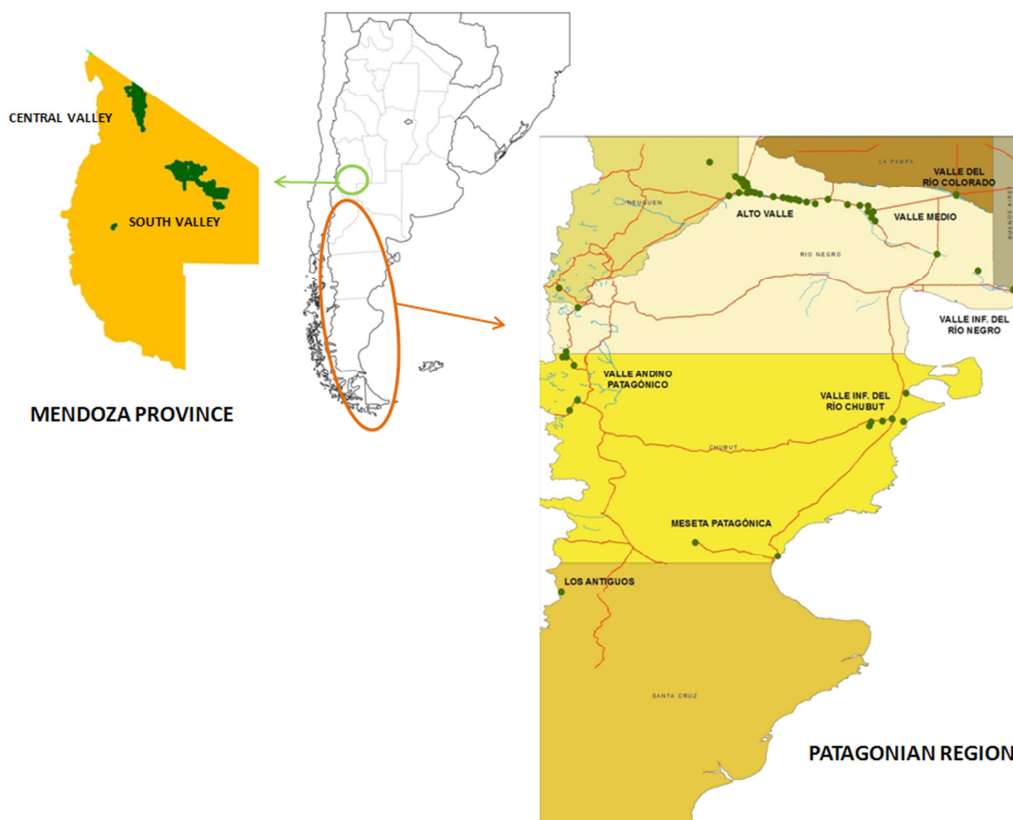 CENTRAL VALLEY
SOUTH VALLEY
MENDOZA PROVINCE
LA PAMPA
VALLE DEL
RÍO COLORADO
NEUQUEN
ALTO VALLE
VALLE MEDIO
BUENOS AIRES
RIO NEGRO
VALLE INF. DEL
RÍO NEGRO
VALLE ANDINO
PATAGÓNICO
VALLE INF. DEL
RÍO CHUBUT
CHUBUT
MESETA PATAGÓNICA
LOS ANTIGUOS
SANTA CRUZ
PATAGONIAN REGION